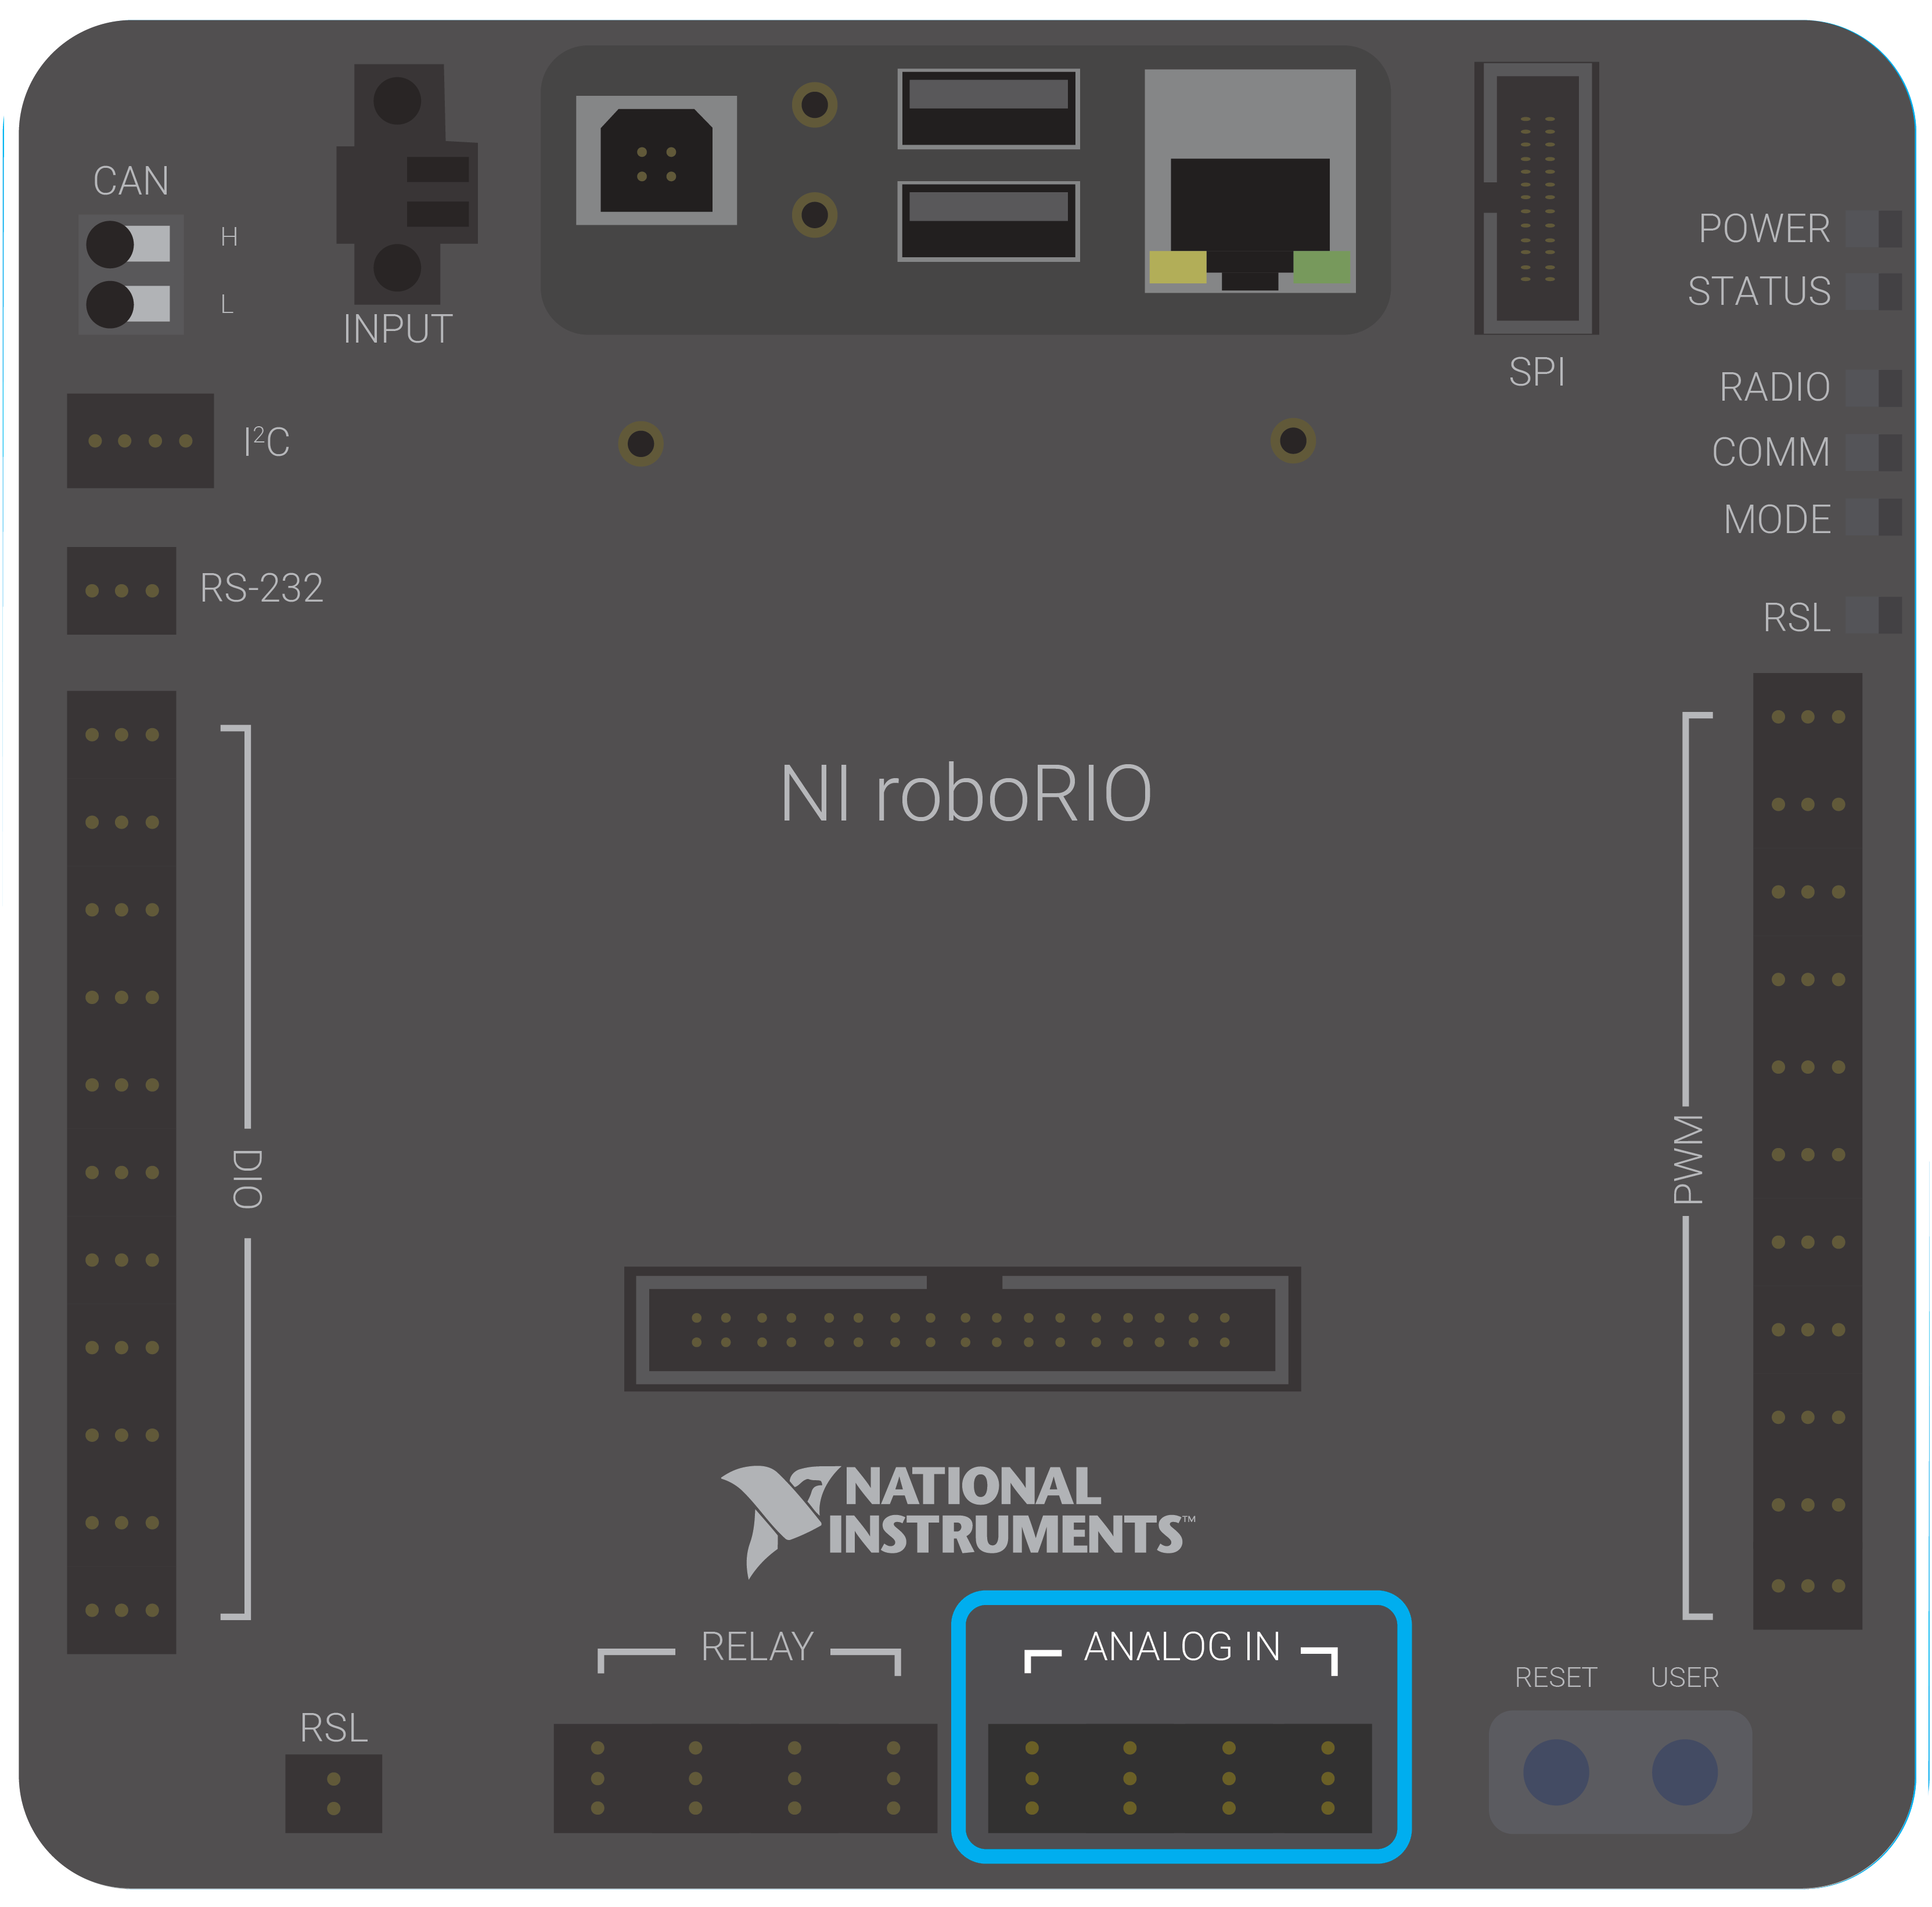 CAN
H
L
INPUT
SPI
POWER
STATUS
RADIO
COMM
MODE
RSL
I²C
RS-232
NI roboRIO
DIO
PWM
NATIONAL
INSTRUMENTS™
RELAY
ANALOG IN
RESET
USER
RSL